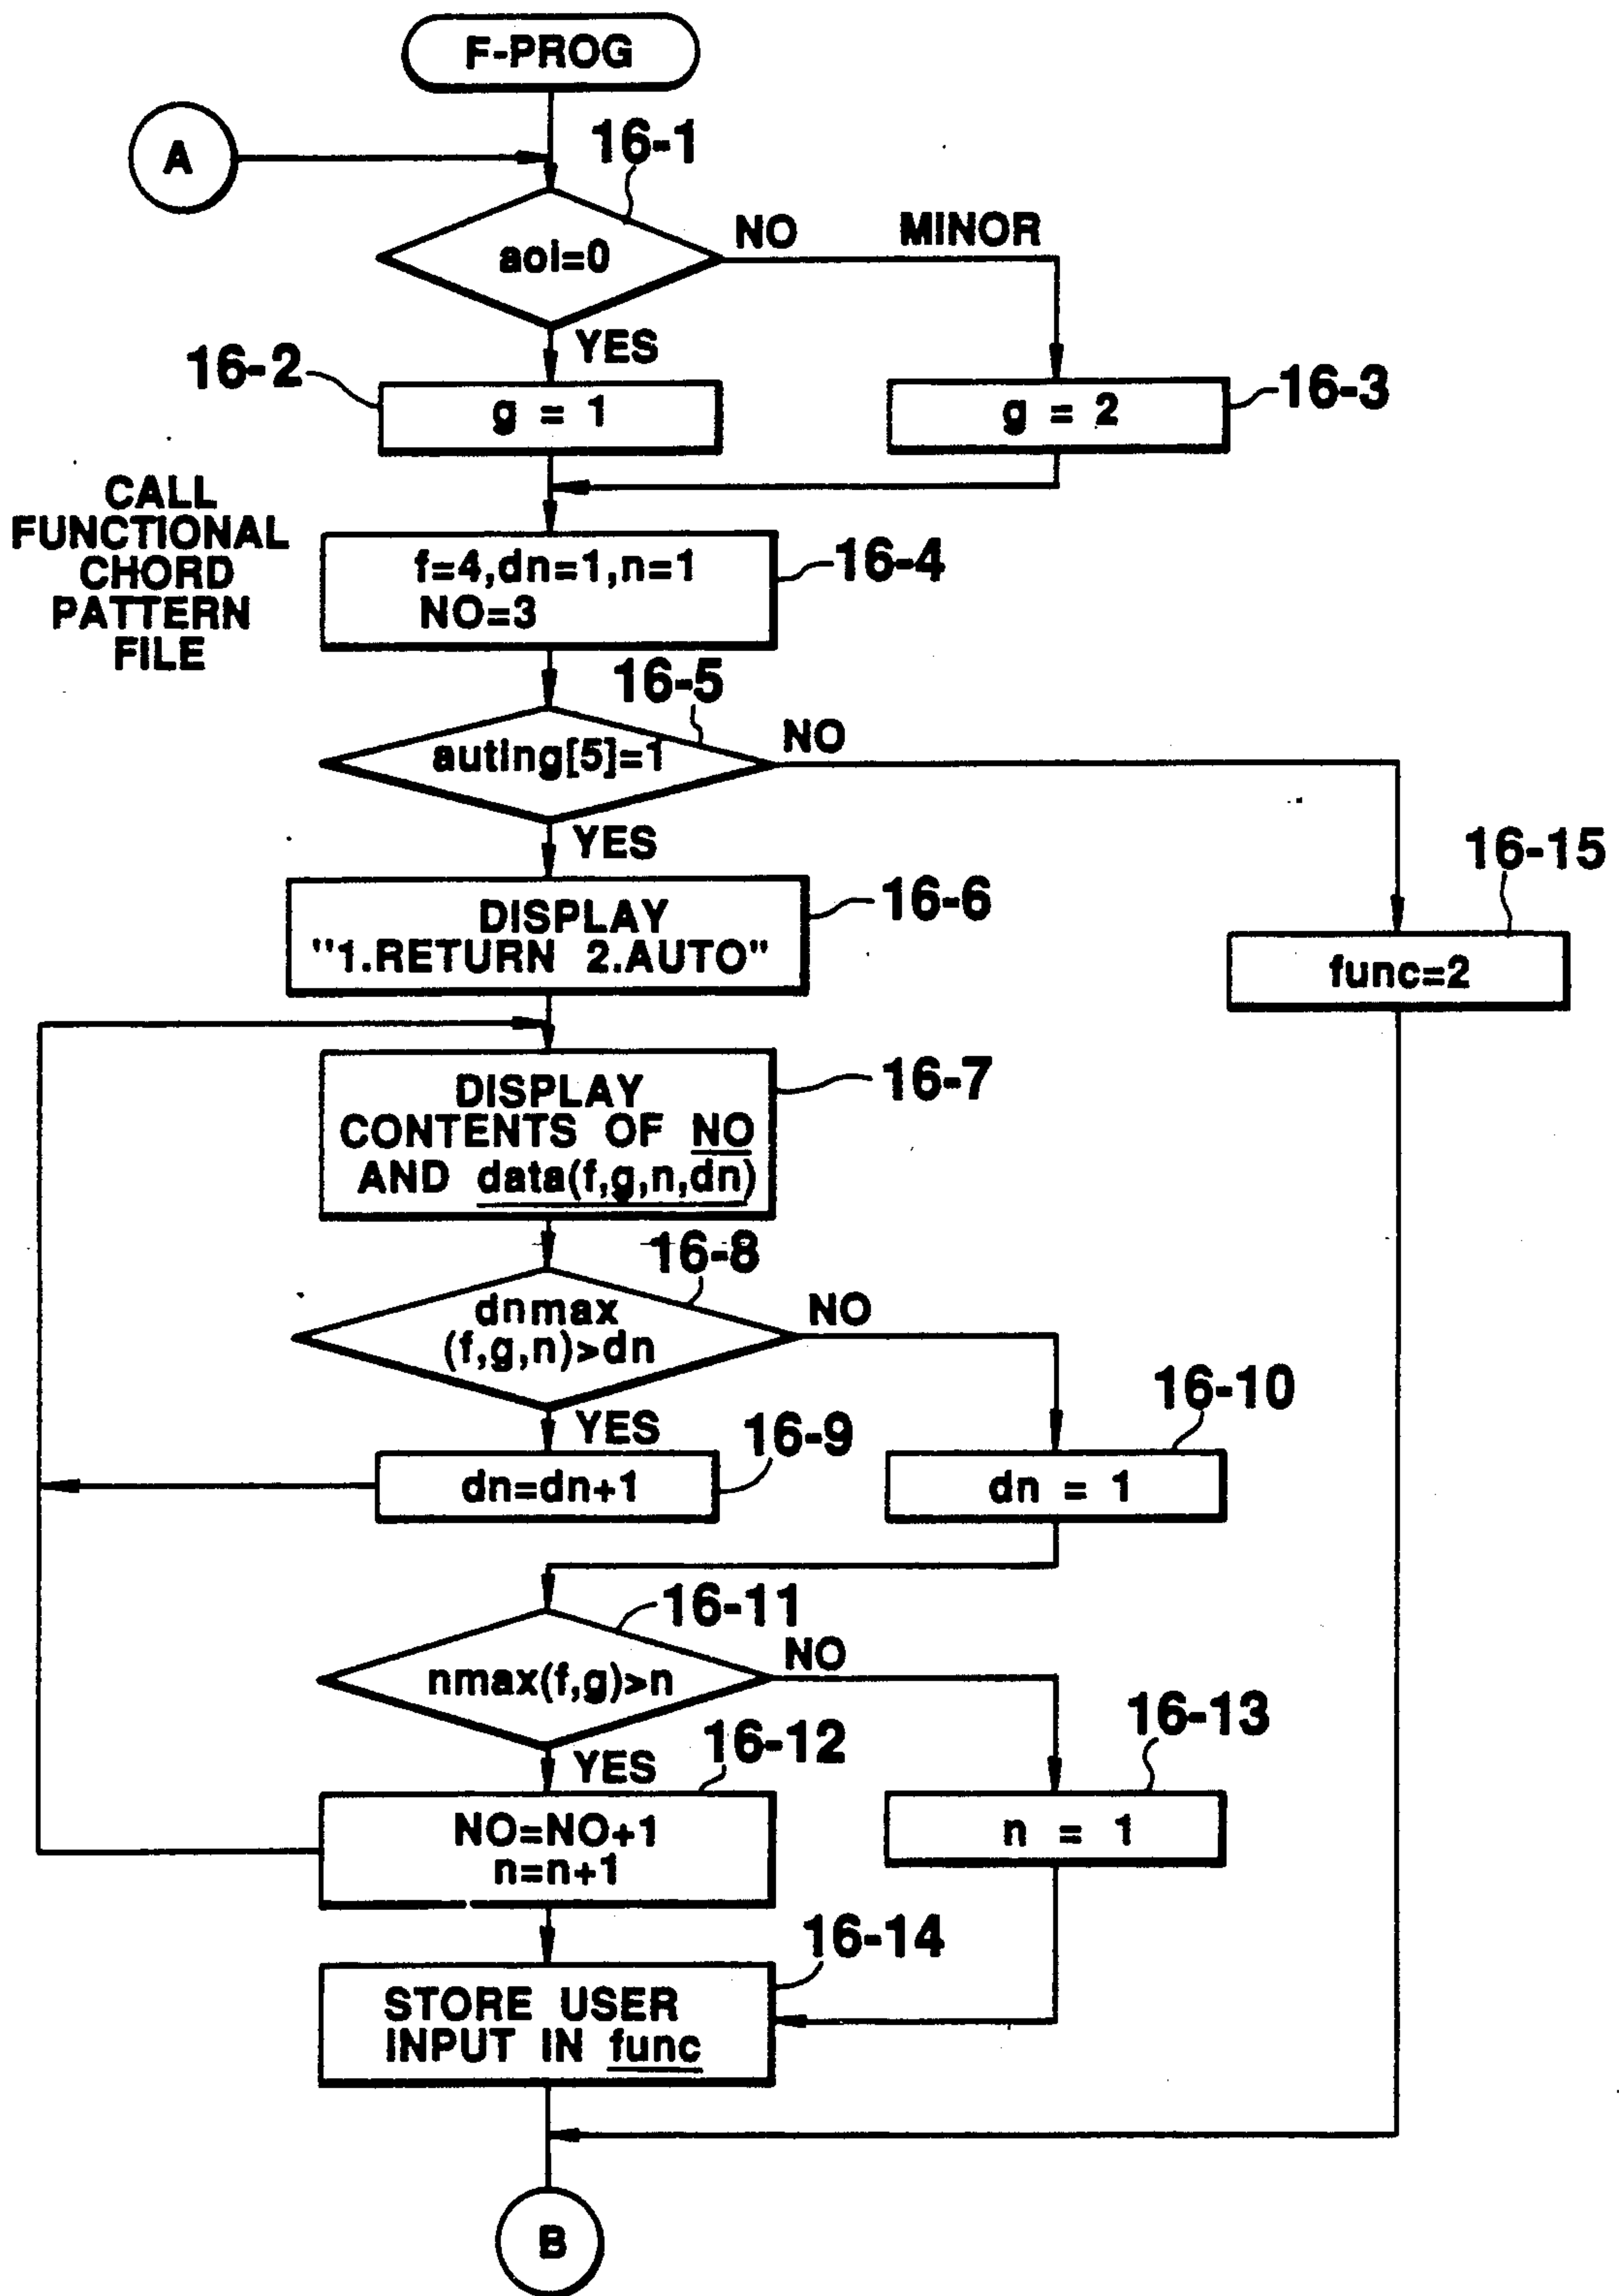 F-PROG
A
16-1
aoi=0
NO
MINOR
YES
16-2
g = 1
g = 2
16-3
CALL
FUNCTIONAL
CHORD
PATTERN
FILE
f=4,dn=1,n=1
NO=3
16-4
16-5
auting[5]=1
NO
YES
16-15
func=2
DISPLAY
"1.RETURN 2.AUTO"
16-6
DISPLAY
CONTENTS OF NO
AND data(f,g,n,dn)
16-7
16-8
dnmax
(f,g,n)>dn
NO
YES
16-9
dn=dn+1
16-10
dn = 1
16-11
nmax(f,g)>n
NO
YES
16-12
NO=NO+1
n=n+1
16-13
n = 1
16-14
STORE USER
INPUT IN func
B